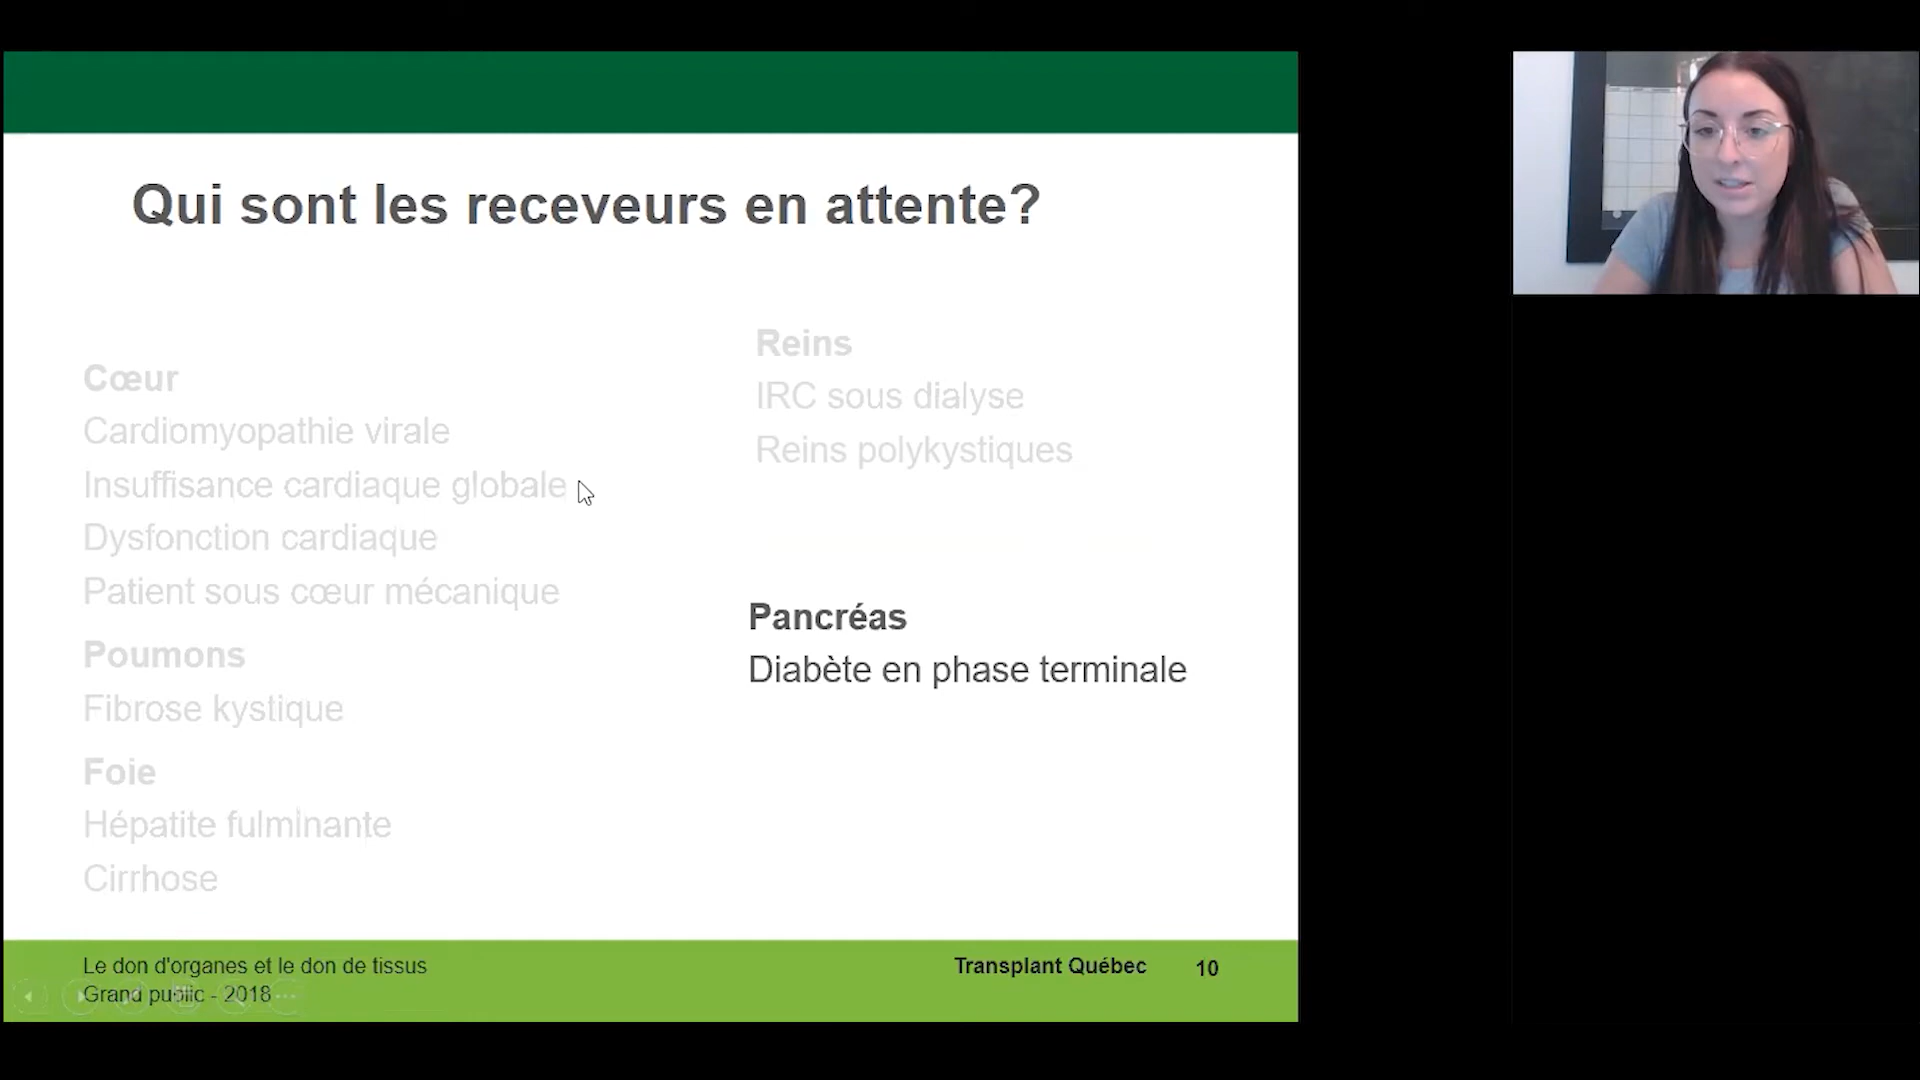 Qui sont les receveurs en attente?
Cœur
Cardiomyopathie virale
Insuffisance cardiaque globale
Dysfonction cardiaque
Patient sous cœur mécanique
Poumons
Fibrose kystique
Foie
Hépatite fulminante
Cirrhose
Reins
IRC sous dialyse
Reins polykystiques
Pancréas
Diabète en phase terminale
Le don d'organes et le don de tissus
Grand public - 2018
Transplant Québec
10